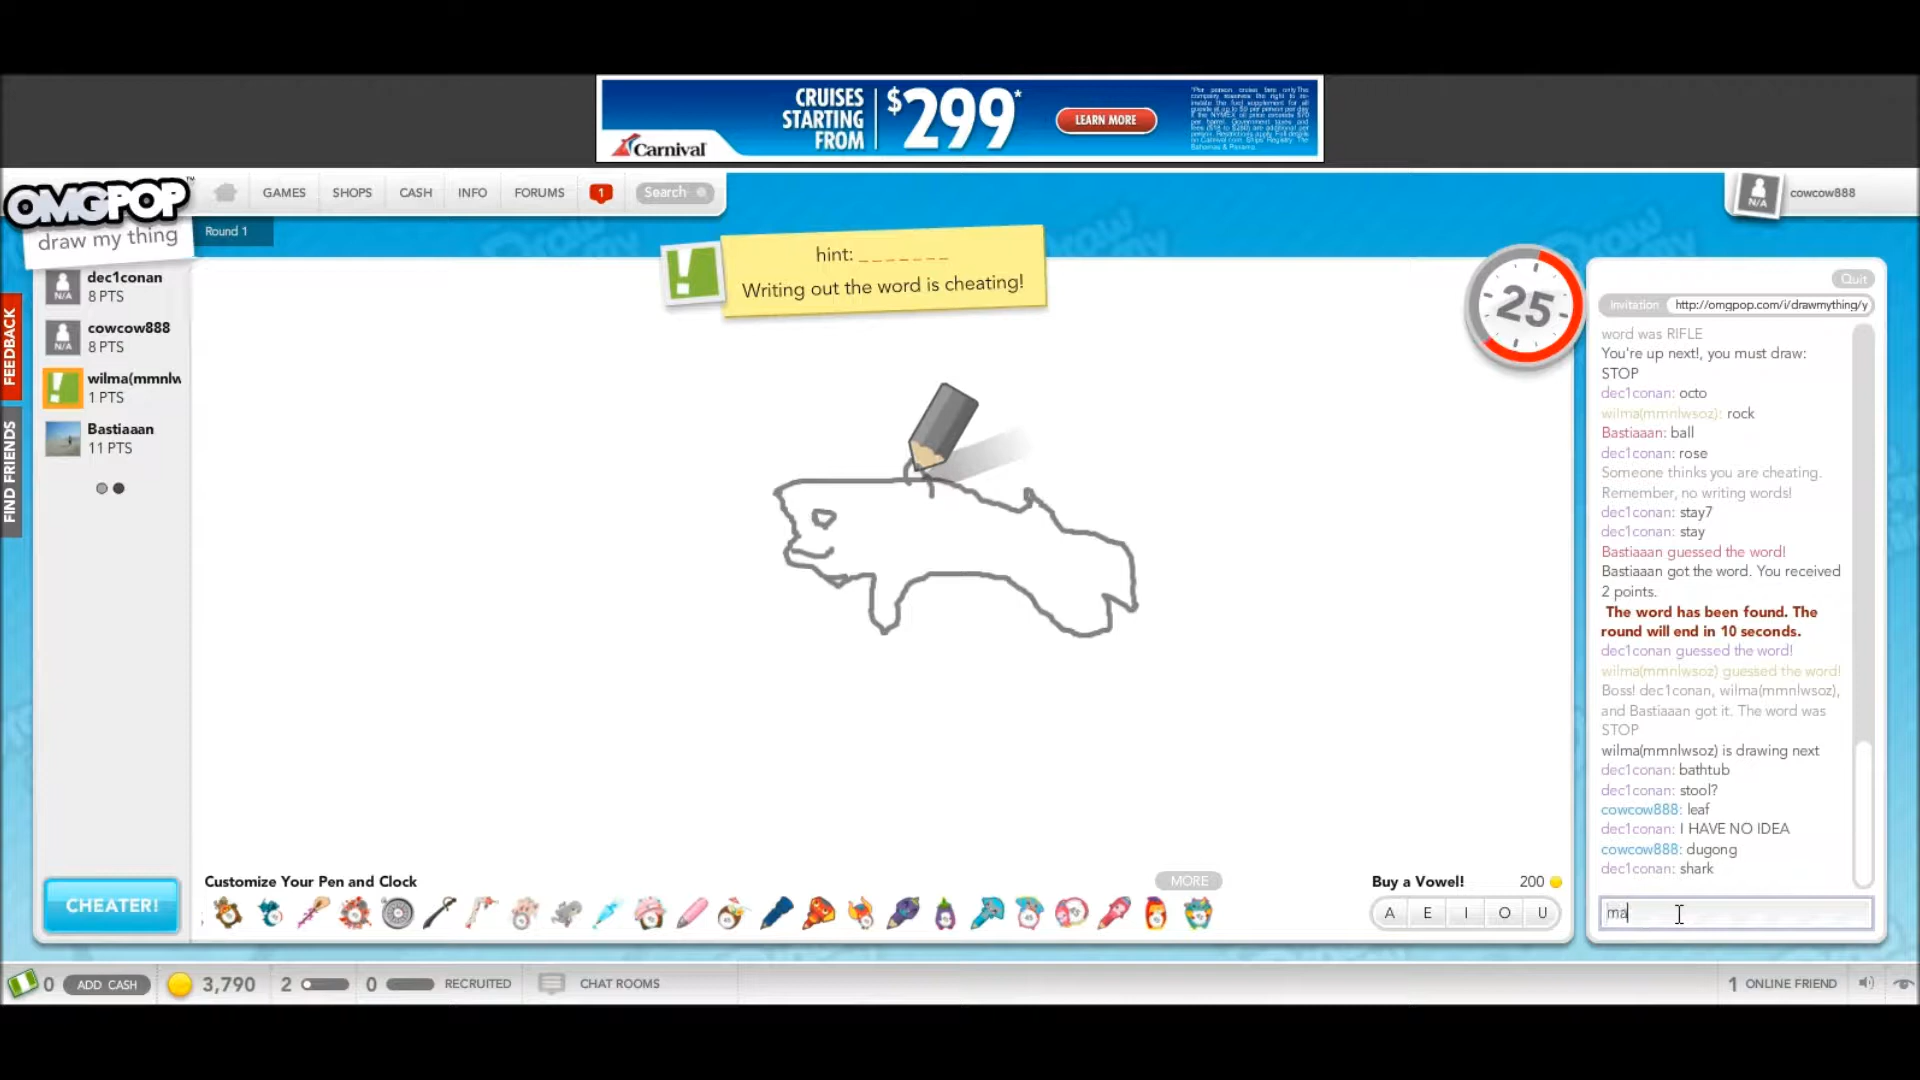 CRUISES
STARTING
FROM
$299*
LEARN MORE
Carnival
OMGPOP™
draw my thing
GAMES
SHOPS
CASH
INFO
FORUMS
1
Search
N/A
cowcow888
Round 1
hint: _ _ _ _ _ _ _
Writing out the word is cheating!
25
FEEDBACK
FIND FRIENDS
N/A
dec1conan
8 PTS
N/A
cowcow888
8 PTS
wilma(mmnlw
1 PTS
Bastiaaan
11 PTS
CHEATER!
Quit
Invitation http://omgpop.com/i/drawmything/y
word was RIFLE
You're up next!, you must draw:
STOP
dec1conan: octo
wilma(mmnlwsoz): rock
Bastiaaan: ball
dec1conan: rose
Someone thinks you are cheating.
Remember, no writing words!
dec1conan: stay7
dec1conan: stay
Bastiaaan guessed the word!
Bastiaaan got the word. You received
2 points.
The word has been found. The
round will end in 10 seconds.
dec1conan guessed the word!
wilma(mmnlwsoz) guessed the word!
Boss! dec1conan, wilma(mmnlwsoz),
and Bastiaaan got it. The word was
STOP
wilma(mmnlwsoz) is drawing next
dec1conan: bathtub
dec1conan: stool?
cowcow888: leaf
dec1conan: I HAVE NO IDEA
cowcow888: dugong
dec1conan: shark
ma
Customize Your Pen and Clock
MORE
Buy a Vowel!
200
A E I O U
0
ADD CASH
3,790
2
0
RECRUITED
CHAT ROOMS
1 ONLINE FRIEND